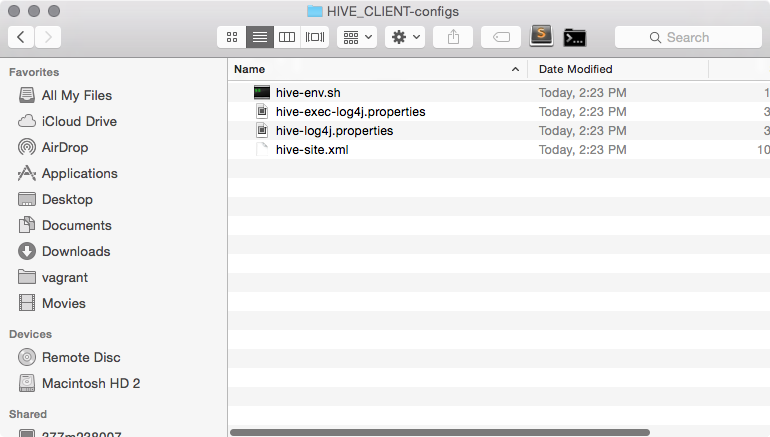 HIVE_CLIENT-configs
Search
Favorites
All My Files
iCloud Drive
AirDrop
Applications
Desktop
Documents
Downloads
vagrant
Movies
Devices
Remote Disc
Macintosh HD 2
Shared
Name Date Modified
hive-env.sh Today, 2:23 PM 1
hive-exec-log4j.properties Today, 2:23 PM 3
hive-log4j.properties Today, 2:23 PM 3
hive-site.xml Today, 2:23 PM 10